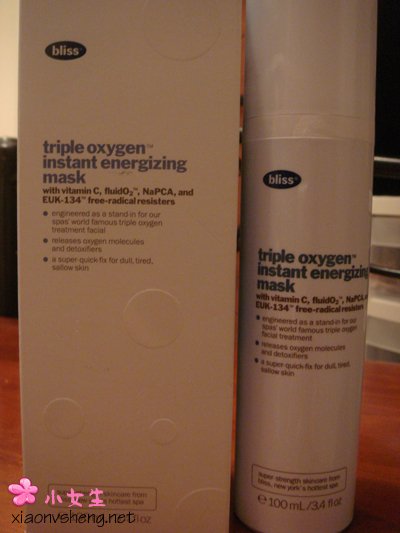 bliss
triple oxygen™
instant energizing
mask
with vitamin C, fluidO₂™, NaPCA, and
EUK-134™ free-radical resisters
engineered as a stand-in for our
spas' world famous triple oxygen
treatment facial
releases oxygen molecules
and detoxifiers
a super quick-fix for dull, tired,
sallow skin
super-strength skincare from
bliss
triple oxygen™
instant energizing
mask
with vitamin C, fluidO₂™, NaPCA,
EUK-134™ free-radical resisters
engineered as a stand-in for our
spas' world famous triple oxygen
facial treatment
releases oxygen molecules
and detoxifiers
a super-quick-fix for dull, tired,
sallow skin
super-strength skincare from
bliss, new york's hottest spa
e 100 mL/3.4 fl oz
小女生
xiaonvsheng.net